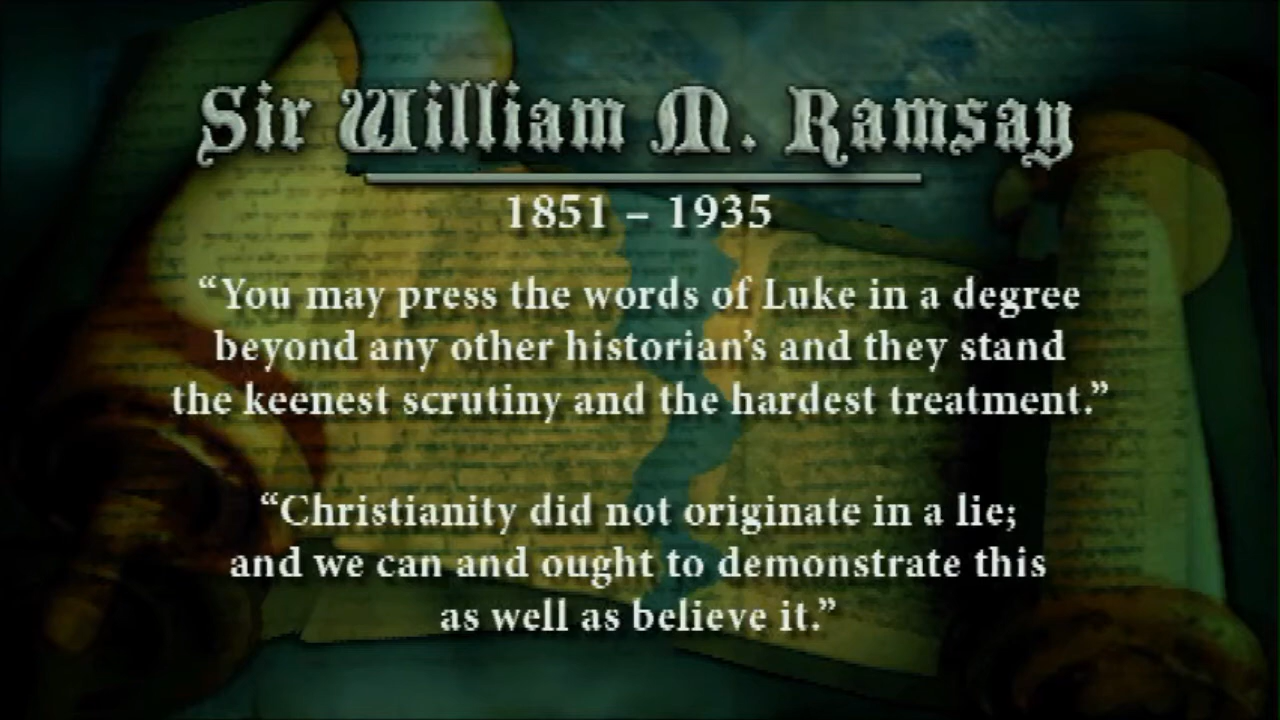 Sir William M. Ramsay
1851 – 1935
“You may press the words of Luke in a degree
beyond any other historian’s and they stand
the keenest scrutiny and the hardest treatment.”
“Christianity did not originate in a lie;
and we can and ought to demonstrate this
as well as believe it.”